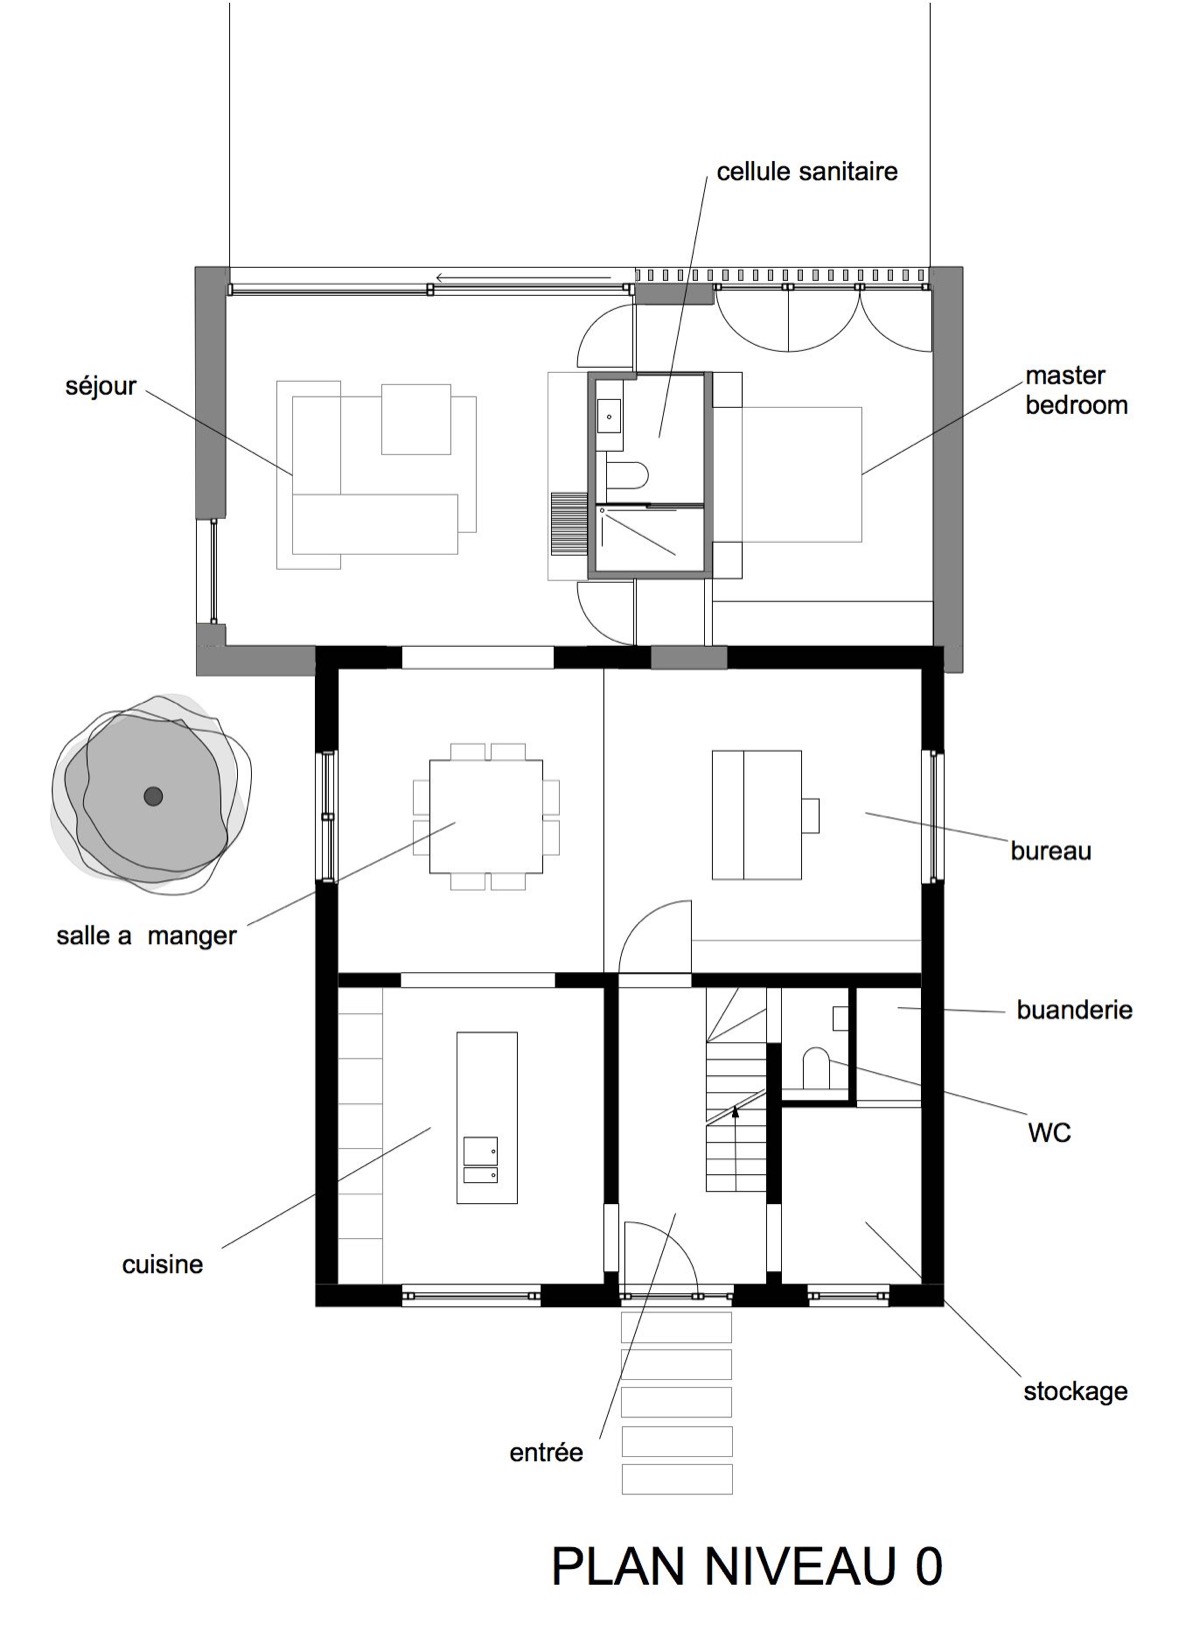 cellule sanitaire
séjour
master
bedroom
bureau
salle a  manger
buanderie
WC
cuisine
stockage
entrée
PLAN NIVEAU 0